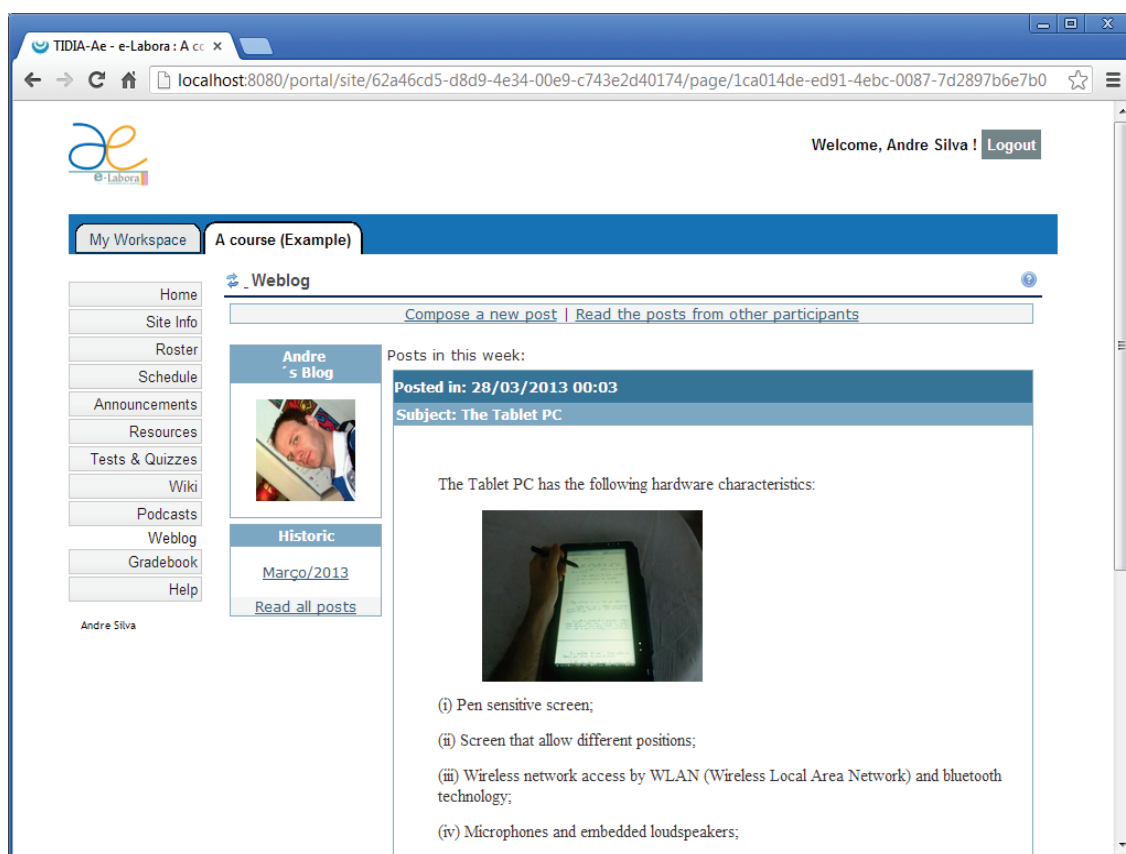 TIDIA-Ae - e-Labora : A cc
localhost:8080/portal/site/62a46cd5-d8d9-4e34-00e9-c743e2d40174/page/1ca014de-ed91-4ebc-0087-7d2897b6e7b0
e-Labora
Welcome, Andre Silva ! Logout
My Workspace
A course (Example)
Home
Site Info
Roster
Schedule
Announcements
Resources
Tests & Quizzes
Wiki
Podcasts
Weblog
Gradebook
Help
Andre Silva
_ Weblog
Compose a new post | Read the posts from other participants
Andre
´s Blog
Historic
Março/2013
Read all posts
Posts in this week:
Posted in: 28/03/2013 00:03
Subject: The Tablet PC
The Tablet PC has the following hardware characteristics:
(i) Pen sensitive screen;
(ii) Screen that allow different positions;
(iii) Wireless network access by WLAN (Wireless Local Area Network) and bluetooth
technology;
(iv) Microphones and embedded loudspeakers;